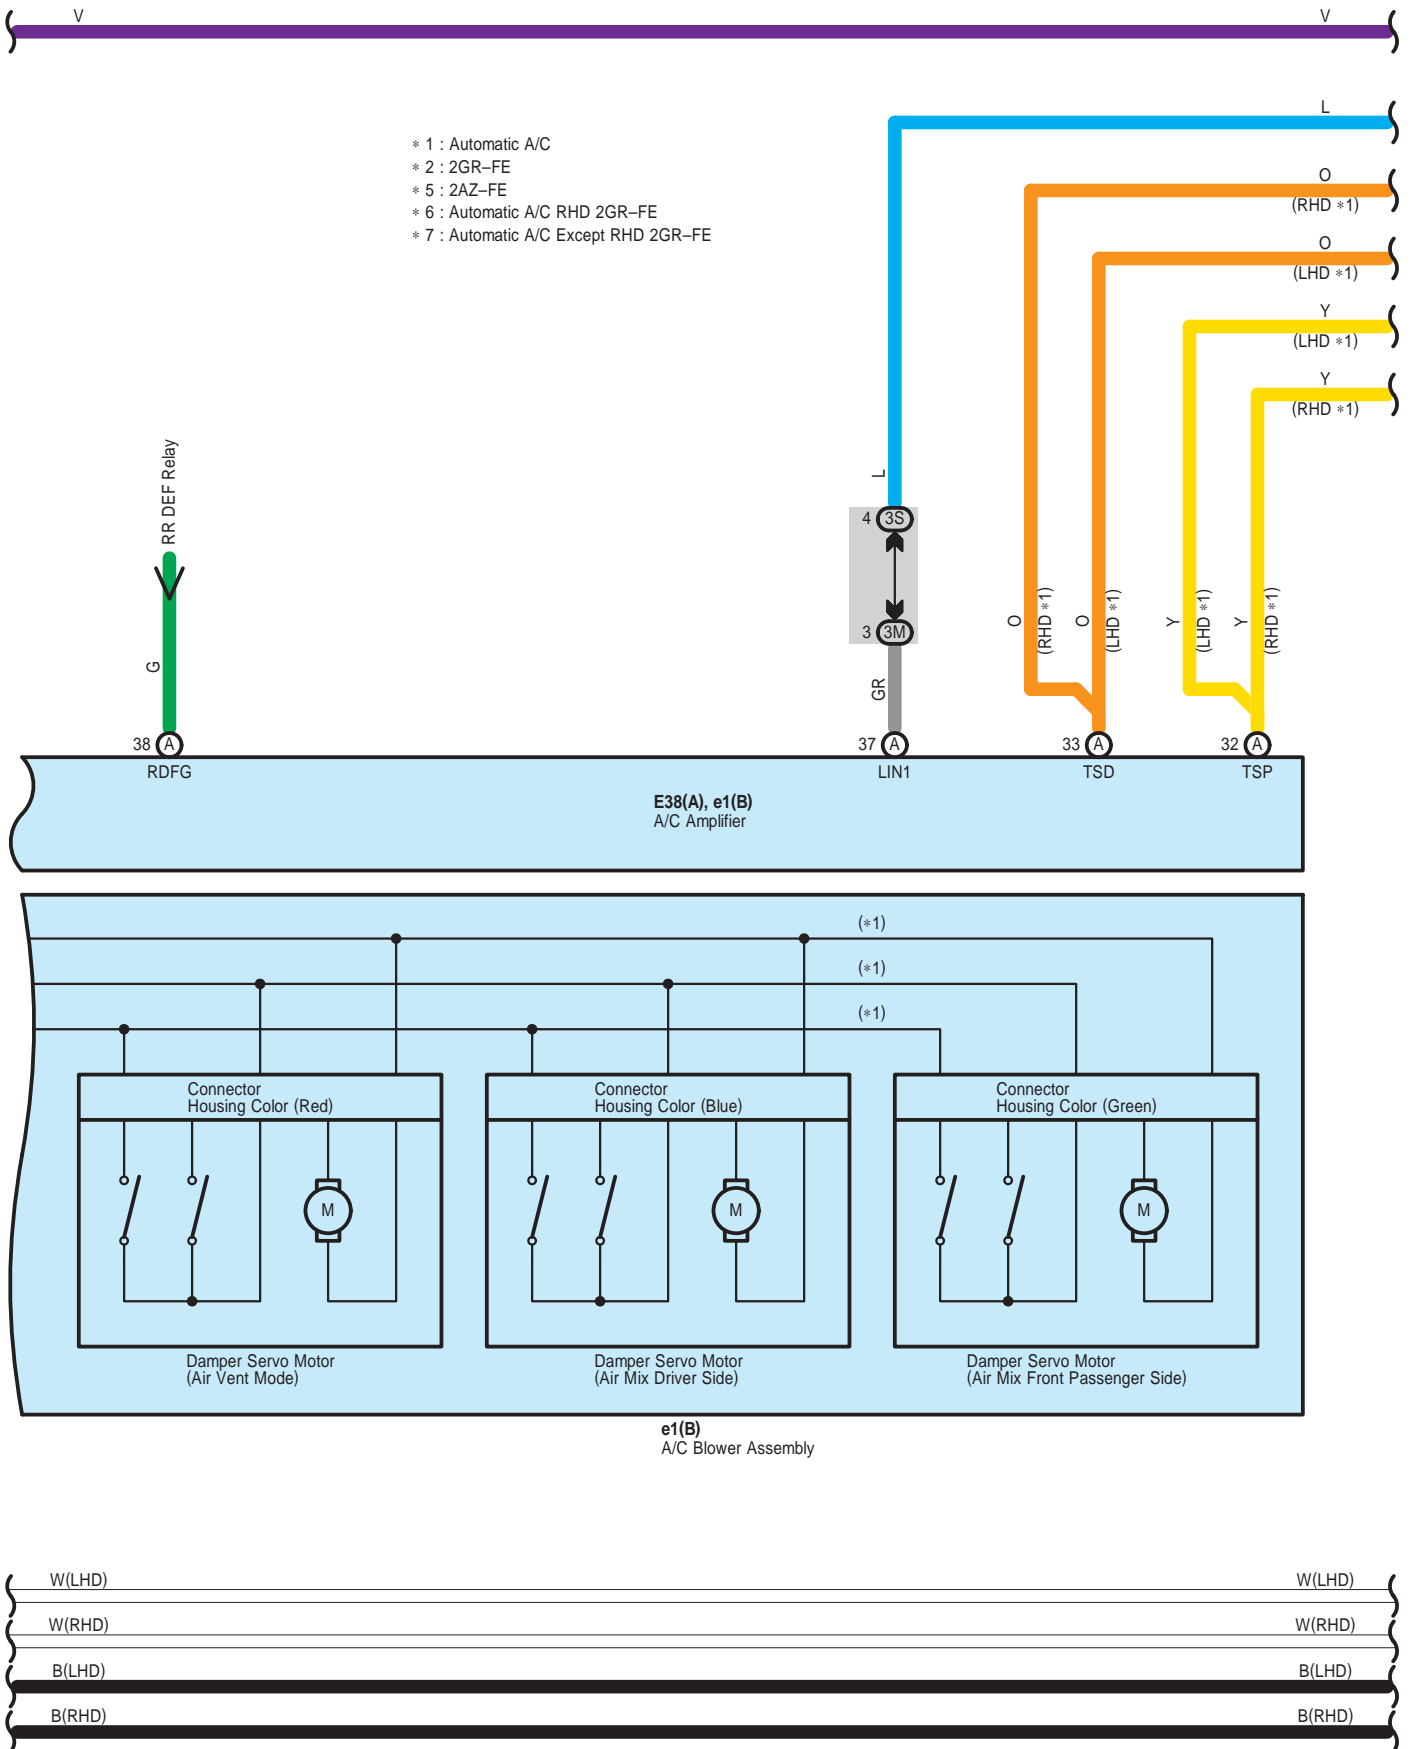 V
V
L
∗ 1 : Automatic A/C
∗ 2 : 2GR–FE
∗ 5 : 2AZ–FE
∗ 6 : Automatic A/C RHD 2GR–FE
∗ 7 : Automatic A/C Except RHD 2GR–FE
O
(RHD ∗1)
O
(LHD ∗1)
Y
(LHD ∗1)
Y
(RHD ∗1)
RR DEF Relay
G
L
4 3S
3 3M
GR
O
(RHD ∗1)
O
(LHD ∗1)
Y
(LHD ∗1)
Y
(RHD ∗1)
38 A
37 A
33 A
32 A
RDFG
LIN1
TSD
TSP
E38(A), e1(B)
A/C Amplifier
(∗1)
(∗1)
(∗1)
Connector
Housing Color (Red)
Connector
Housing Color (Blue)
Connector
Housing Color (Green)
M
M
M
Damper Servo Motor
(Air Vent Mode)
Damper Servo Motor
(Air Mix Driver Side)
Damper Servo Motor
(Air Mix Front Passenger Side)
e1(B)
A/C Blower Assembly
W(LHD)
W(LHD)
W(RHD)
W(RHD)
B(LHD)
B(LHD)
B(RHD)
B(RHD)